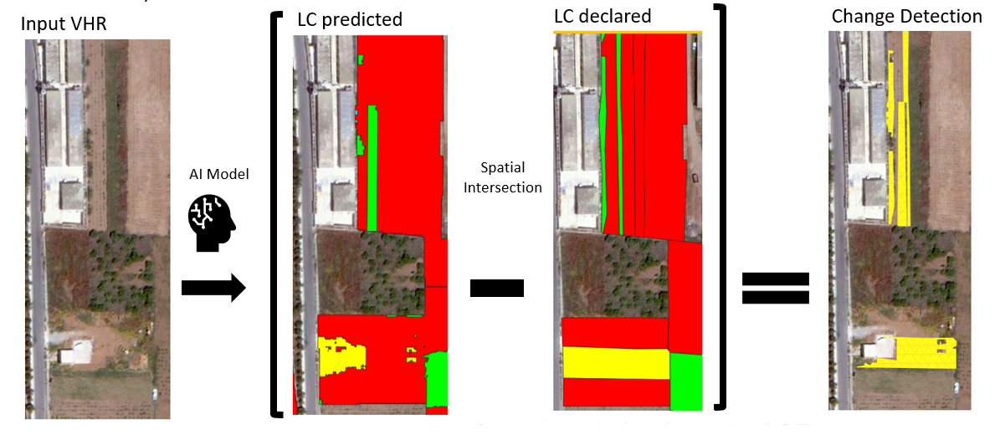 Input VHR
LC predicted
LC declared
Change Detection
AI Model
Spatial
Intersection